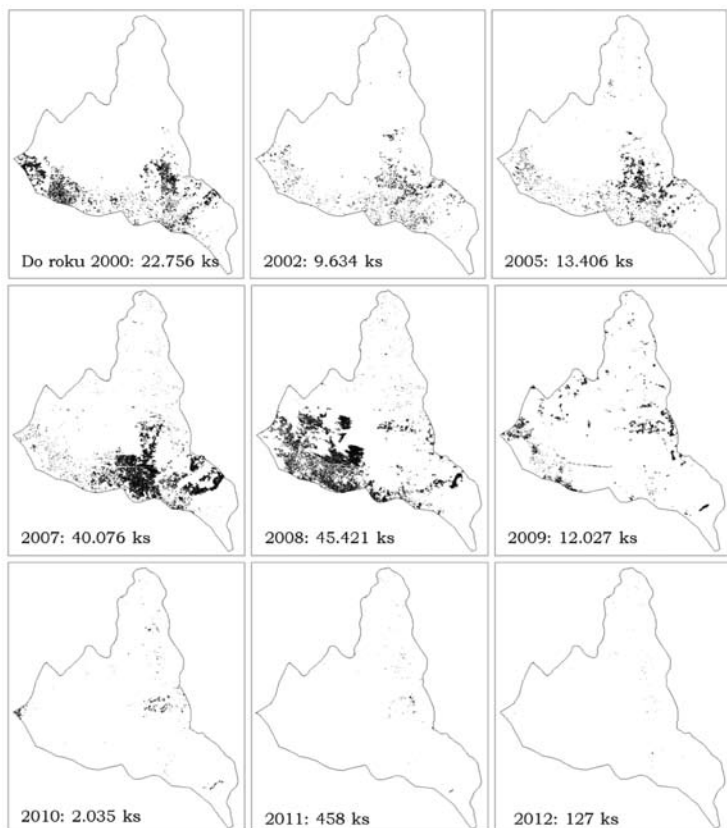 Do roku 2000: 22.756 ks
2002: 9.634 ks
2005: 13.406 ks
2007: 40.076 ks
2008: 45.421 ks
2009: 12.027 ks
2010: 2.035 ks
2011: 458 ks
2012: 127 ks